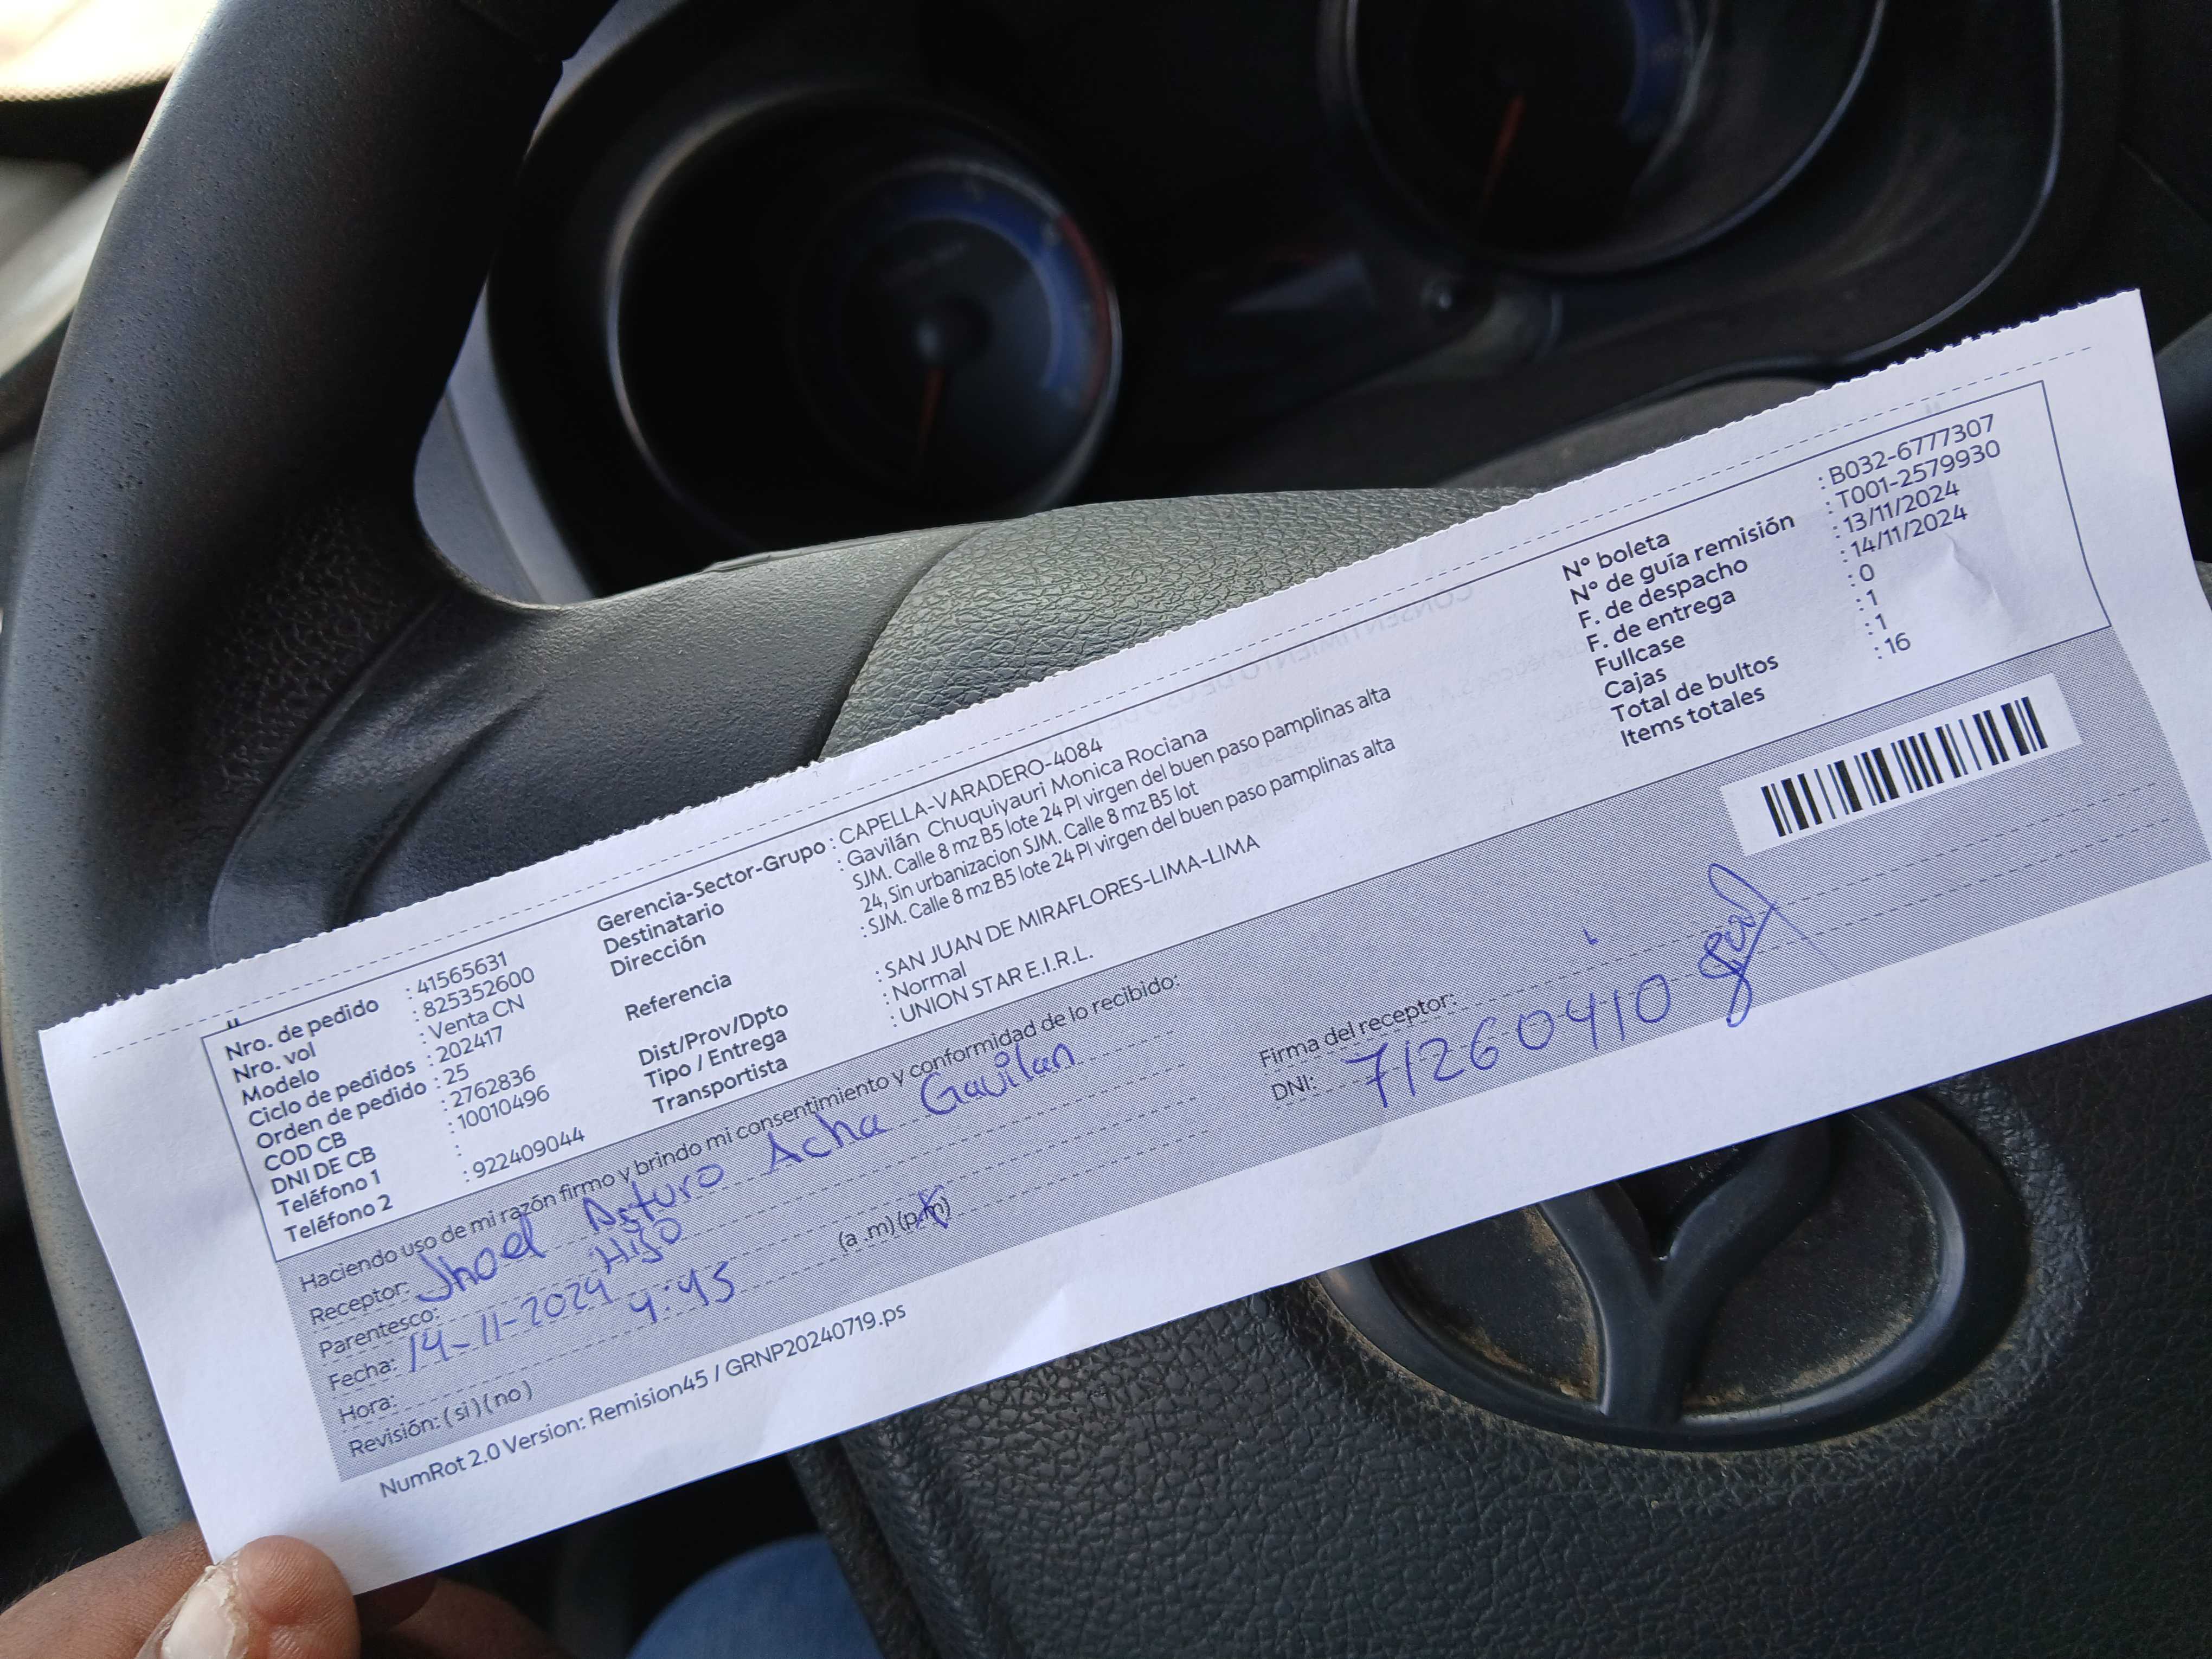 Nro. de pedido : 41565631
Nro. vol : 825352600
Modelo : Venta CN
Ciclo de pedidos : 202417
Orden de pedido : 25
COD CB : 2762836
DNI DE CB : 10010496
Teléfono 1 :
Teléfono 2 : 922409044
Gerencia-Sector-Grupo : CAPELLA-VARADERO-4084
Destinatario : Gavilán Chuquiyauri Monica Rociana
Dirección : SJM. Calle 8 mz B5 lote 24 Pl virgen del buen paso pamplinas alta
24, Sin urbanizacion SJM. Calle 8 mz B5 lot
Referencia : SJM. Calle 8 mz B5 lote 24 Pl virgen del buen paso pamplinas alta
Dist/Prov/Dpto : SAN JUAN DE MIRAFLORES-LIMA-LIMA
Tipo / Entrega : Normal
Transportista : UNION STAR E.I.R.L.
N° boleta : B032-6777307
N° de guía remisión : T001-2579930
F. de despacho : 13/11/2024
F. de entrega : 14/11/2024
Fullcase : 0
Cajas : 1
Total de bultos : 1
Items totales : 16
Haciendo uso de mi razón firmo y brindo mi consentimiento y conformidad de lo recibido:
Receptor: Jhoel Arturo Acha Gavilan
Parentesco: Hijo
Fecha: 14-11-2024
Hora: 4:45 (a .m) (p.m)
Revisión: ( si ) ( no )
Firma del receptor:
DNI: 71260410
NumRot 2.0 Version: Remision45 / GRNP20240719.ps